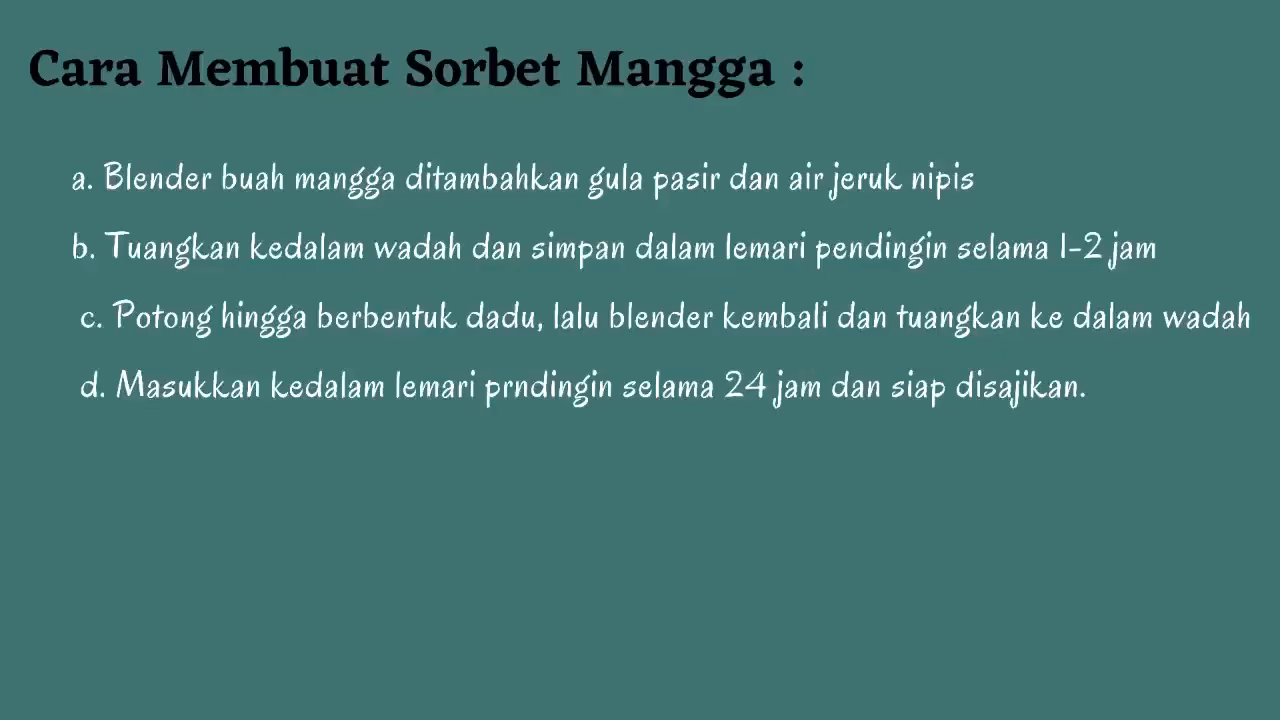 Cara Membuat Sorbet Mangga :
a. Blender buah mangga ditambahkan gula pasir dan air jeruk nipis
b. Tuangkan kedalam wadah dan simpan dalam lemari pendingin selama 1-2 jam
c. Potong hingga berbentuk dadu, lalu blender kembali dan tuangkan ke dalam wadah
d. Masukkan kedalam lemari prndingin selama 24 jam dan siap disajikan.